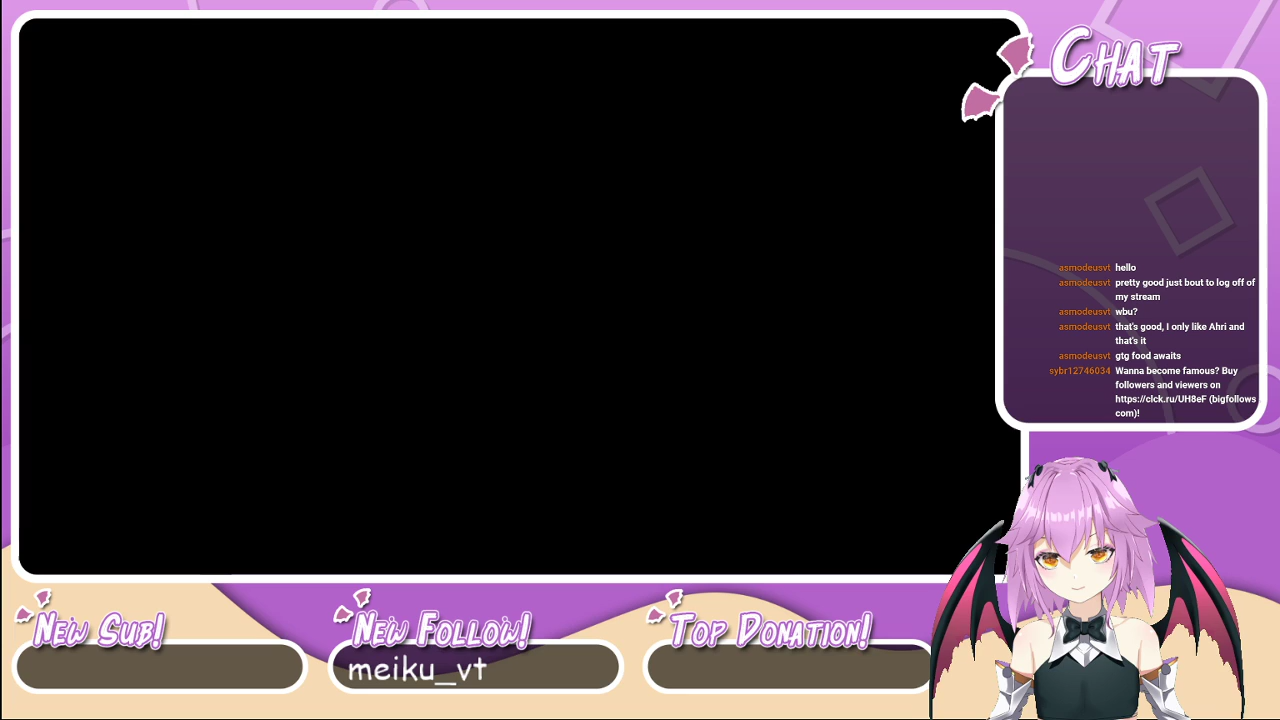 CHAT
asmodeusvt hello
asmodeusvt pretty good just bout to log off of
my stream
asmodeusvt wbu?
asmodeusvt that's good, I only like Ahri and
that's it
asmodeusvt gtg food awaits
sybr12746034 Wanna become famous? Buy
followers and viewers on
https://clck.ru/UH8eF (bigfollows
com)!
NEW SUB!
NEW FOLLOW!
meiku_vt
TOP DONATION!